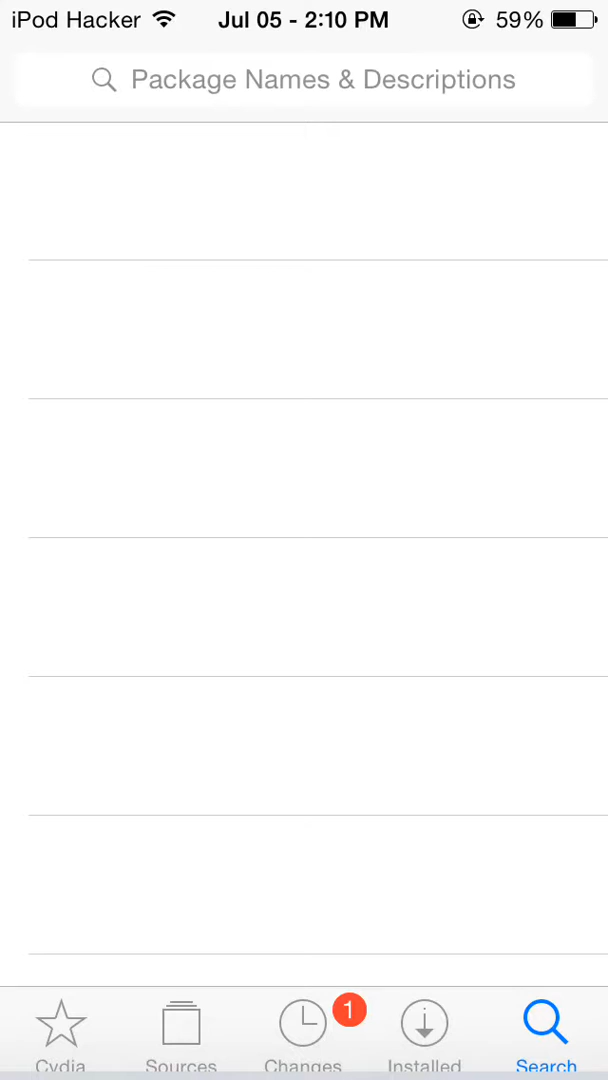 iPod Hacker Jul 05 - 2:10 PM 59%
Package Names & Descriptions
1
Cydia Sources Changes Installed Search